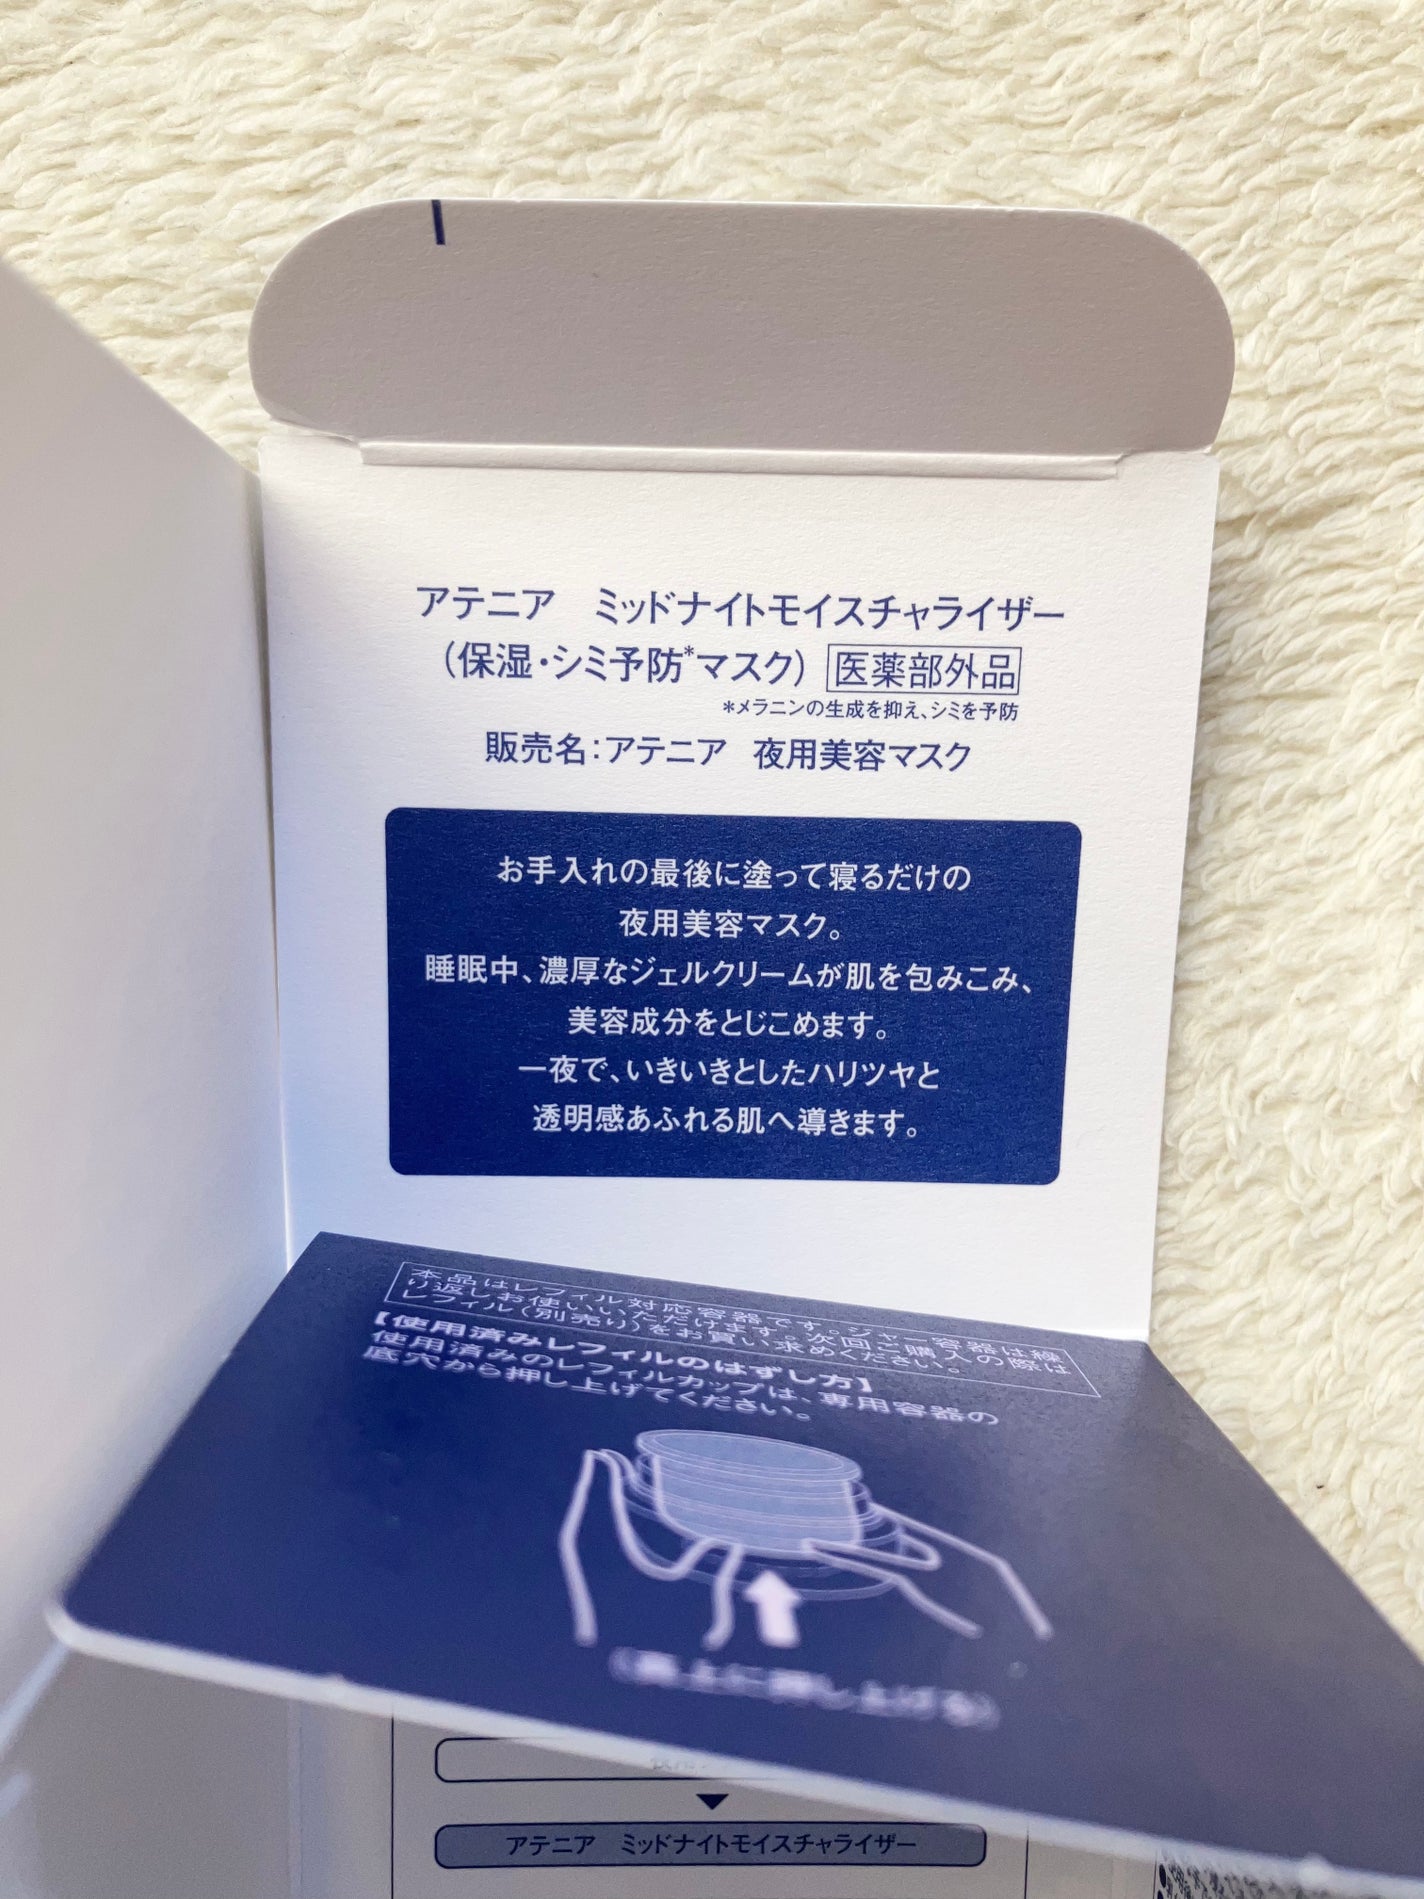 アテニア　ミッドナイトモイスチャライザー
（保湿・シミ予防*マスク） 医薬部外品
*メラニンの生成を抑え、シミを予防
販売名：アテニア　夜用美容マスク
お手入れの最後に塗って寝るだけの
夜用美容マスク。
睡眠中、濃厚なジェルクリームが肌を包みこみ、
美容成分をとじこめます。
一夜で、いきいきとしたハリツヤと
透明感あふれる肌へ導きます。
本品はレフィル対応容器です。ジャー容器は繰
り返しお使いいただけます。次回ご購入の際は
レフィル（別売り）をお買い求めください。
【使用済みレフィルのはずし方】
使用済みのレフィルカップは、専用容器の
底穴から押し上げてください。
（真上に押し上げる）
アテニア　ミッドナイトモイスチャライザー